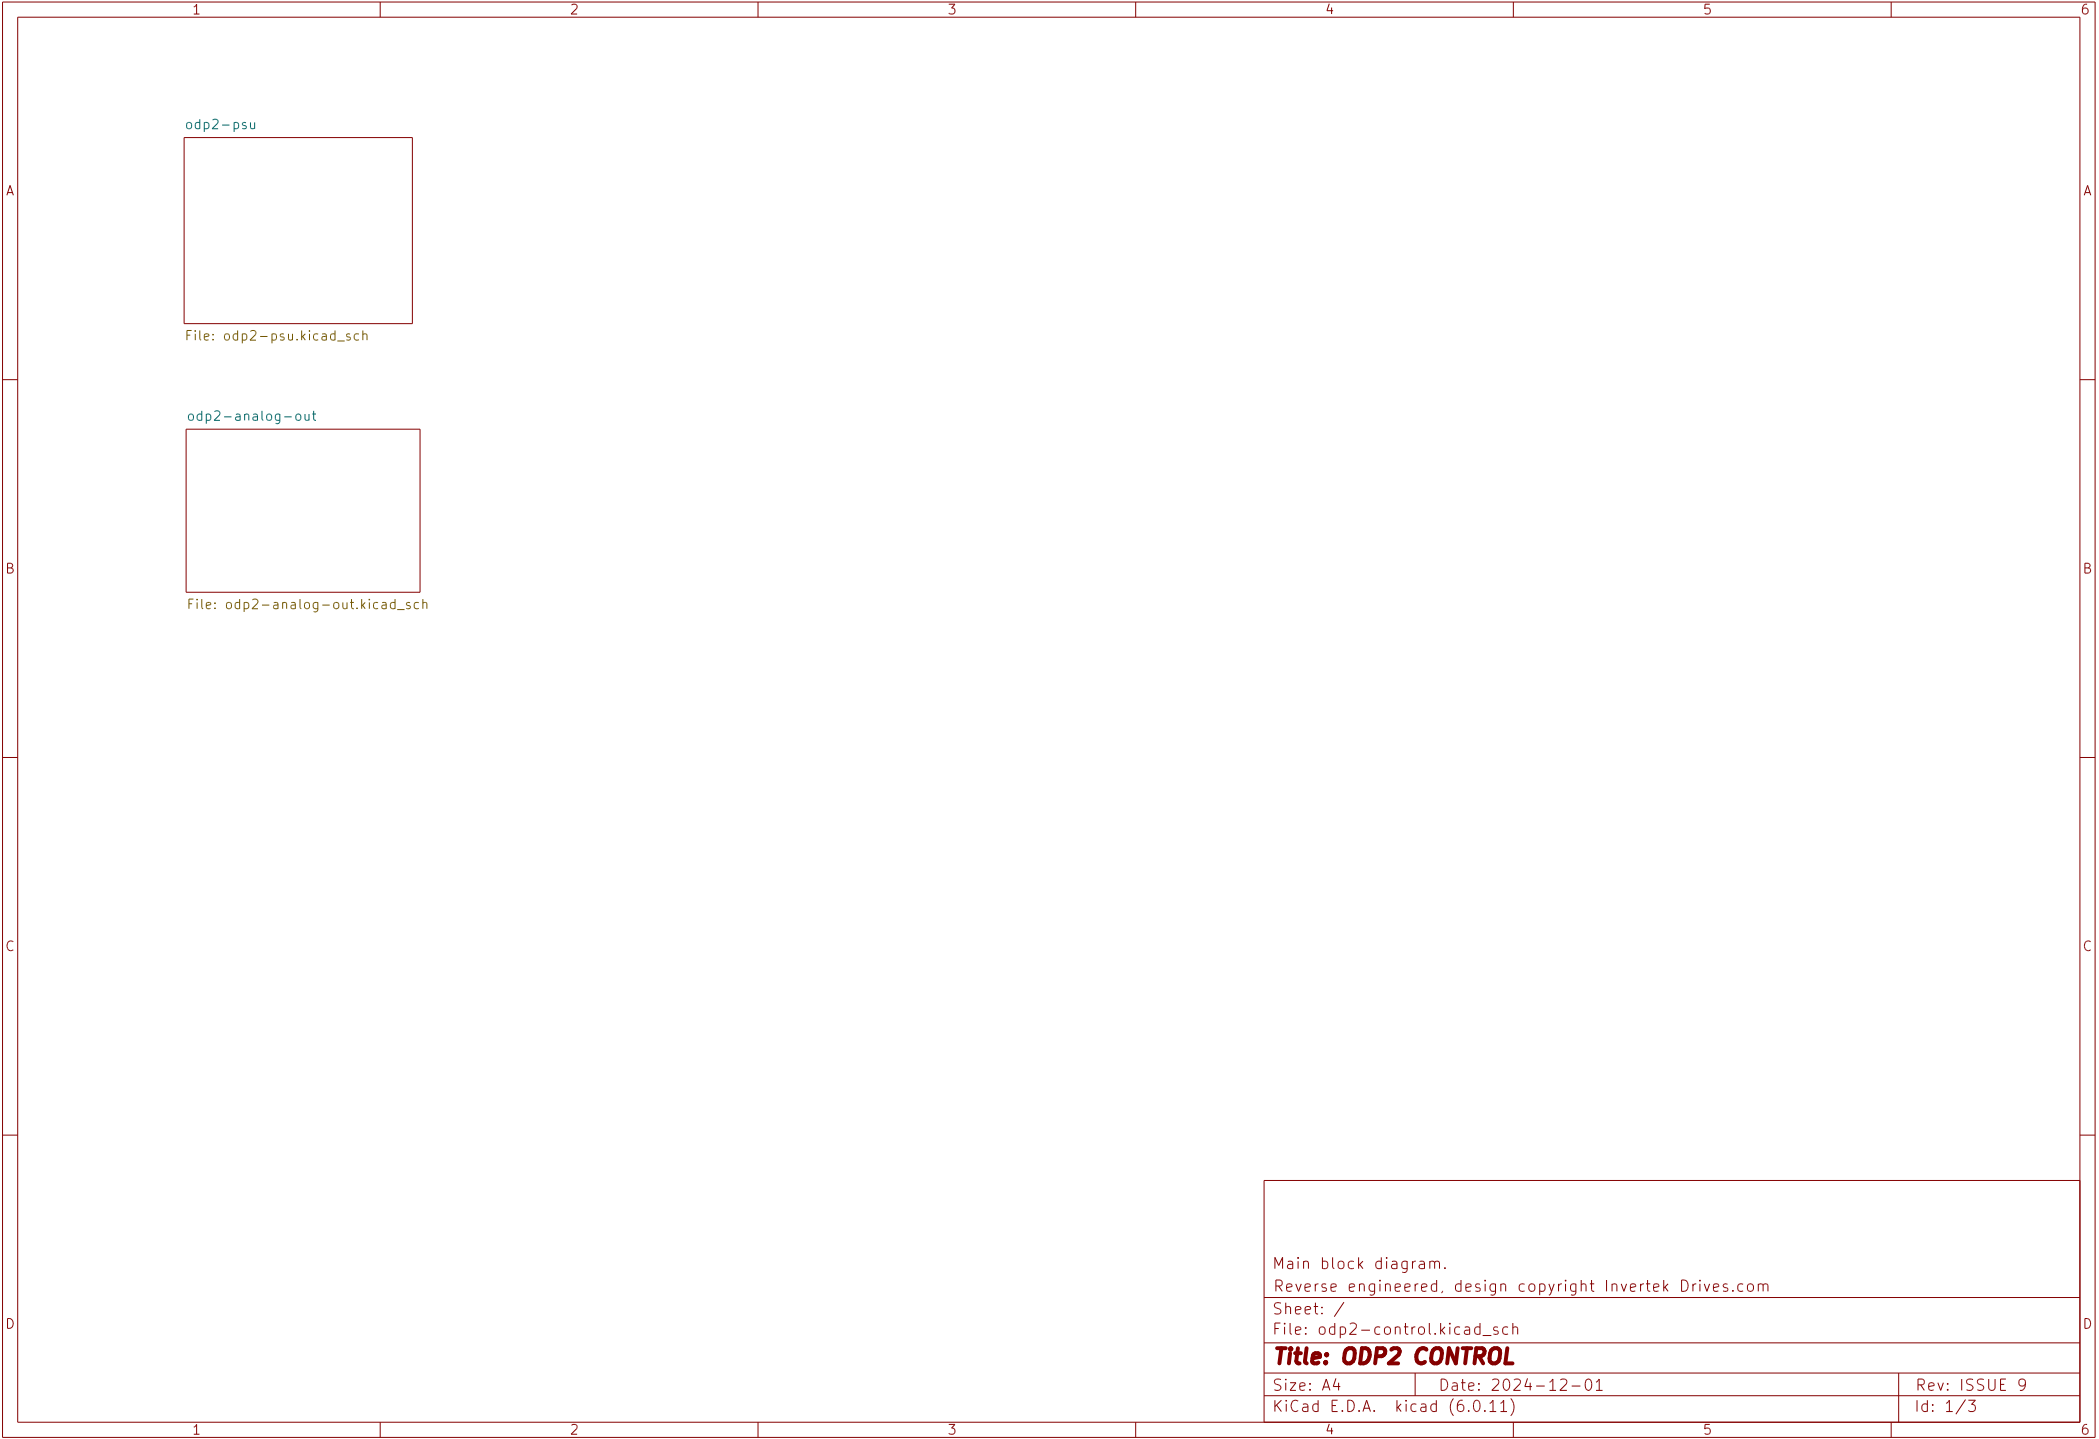 1 2 3 4 5 6
odp2-psu
A A
File: odp2-psu.kicad_sch
odp2-analog-out
B B
File: odp2-analog-out.kicad_sch
C C
Main block diagram.
Reverse engineered, design copyright Invertek Drives.com
Sheet: /
D D
File: odp2-control.kicad_sch
Title: ODP2 CONTROL
Size: A4 Date: 2024-12-01 Rev: ISSUE 9
KiCad E.D.A. kicad (6.0.11) Id: 1/3
1 2 3 4 5 6